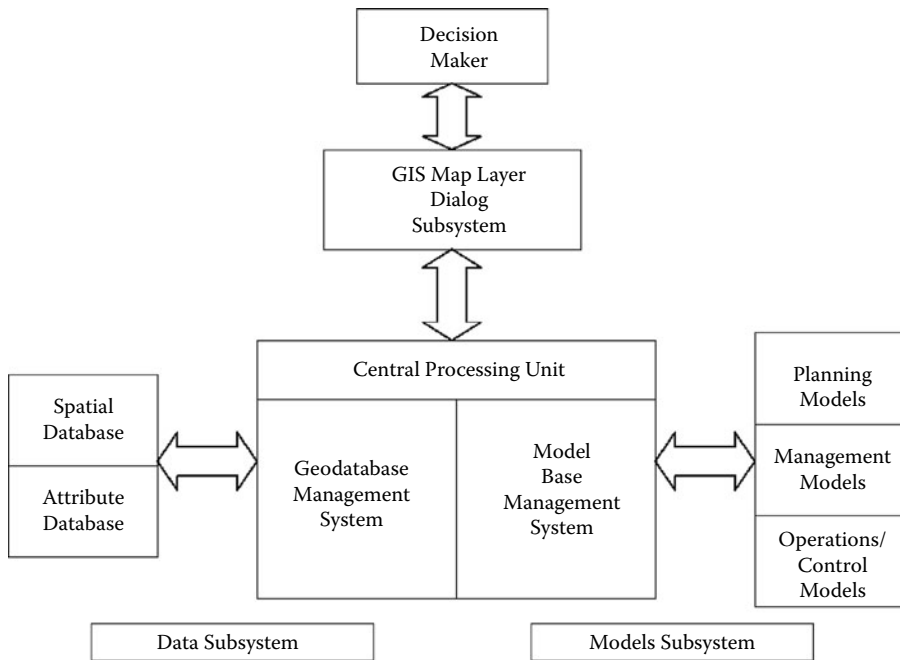 Decision
Maker
GIS Map Layer
Dialog
Subsystem
Central Processing Unit
Spatial
Database
Attribute
Database
Geodatabase
Management
System
Model
Base
Management
System
Planning
Models
Management
Models
Operations/
Control
Models
Data Subsystem
Models Subsystem